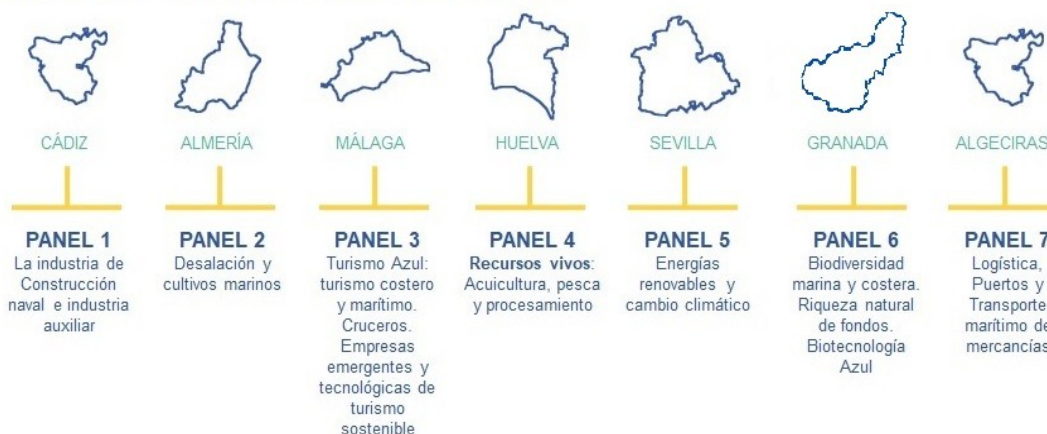 CÁDIZ
PANEL 1
La industria de
Construcción
naval e industria
auxiliar
ALMERÍA
PANEL 2
Desalación y
cultivos marinos
MÁLAGA
PANEL 3
Turismo Azul:
turismo costero
y marítimo.
Cruceros.
Empresas
emergentes y
tecnológicas de
turismo
sostenible
HUELVA
PANEL 4
Recursos vivos:
Acuicultura, pesca
y procesamiento
SEVILLA
PANEL 5
Energías
renovables y
cambio climático
GRANADA
PANEL 6
Biodiversidad
marina y costera.
Riqueza natural
de fondos.
Biotecnología
Azul
ALGECIRAS
PANEL 7
Logística,
Puertos y
Transporte
marítimo de
mercancías